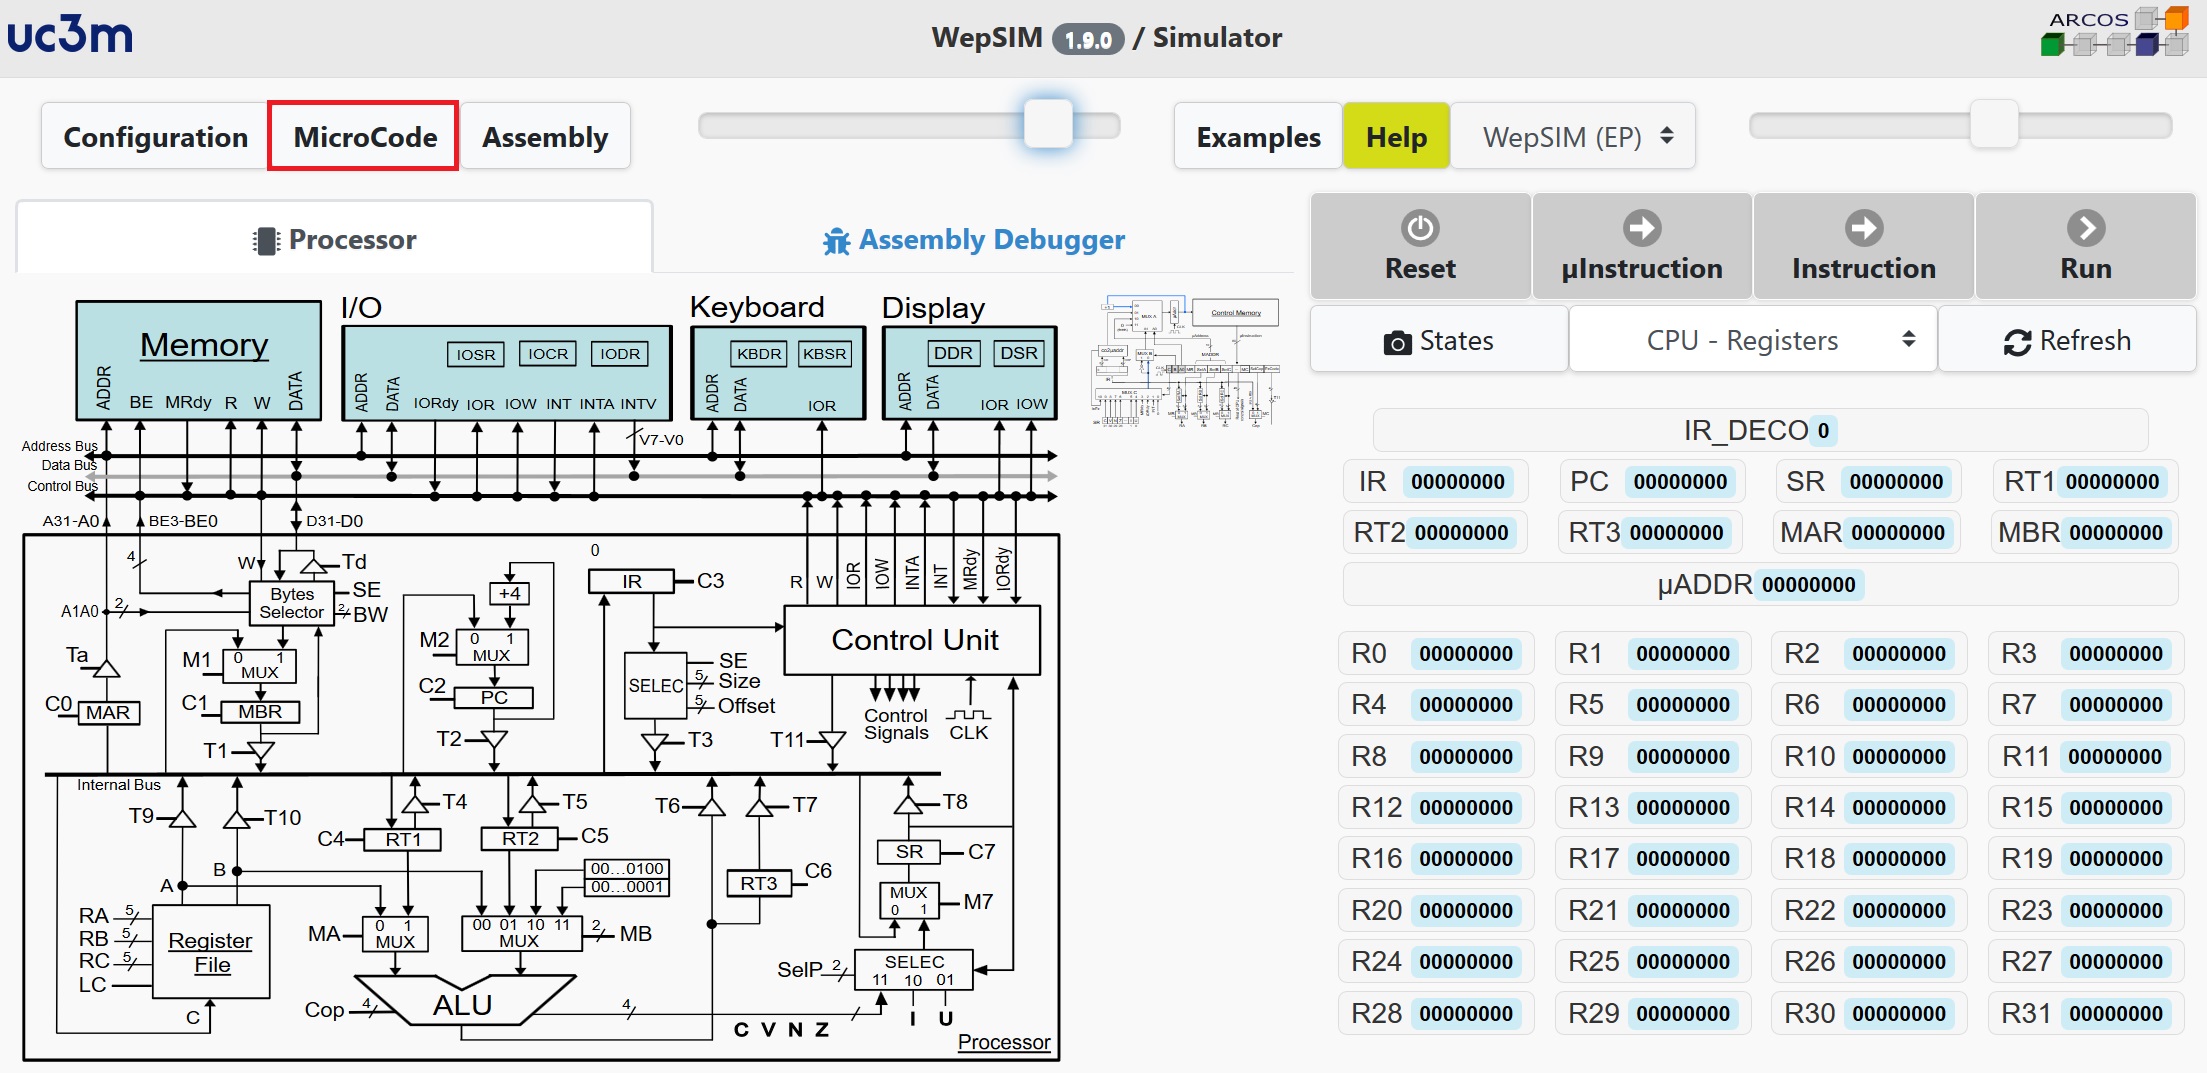 uc3m
WepSIM 1.9.0 / Simulator
ARCOS
Configuration MicroCode Assembly
Examples Help WepSIM (EP)
Processor
Assembly Debugger
Reset µInstruction Instruction Run
States CPU - Registers Refresh
IR_DECO 0
IR 00000000 PC 00000000 SR 00000000 RT1 00000000
RT2 00000000 RT3 00000000 MAR 00000000 MBR 00000000
µADDR 00000000
R0 00000000 R1 00000000 R2 00000000 R3 00000000
R4 00000000 R5 00000000 R6 00000000 R7 00000000
R8 00000000 R9 00000000 R10 00000000 R11 00000000
R12 00000000 R13 00000000 R14 00000000 R15 00000000
R16 00000000 R17 00000000 R18 00000000 R19 00000000
R20 00000000 R21 00000000 R22 00000000 R23 00000000
R24 00000000 R25 00000000 R26 00000000 R27 00000000
R28 00000000 R29 00000000 R30 00000000 R31 00000000
Memory
ADDR BE MRdy R W DATA
I/O
IOSR IOCR IODR
ADDR DATA IORdy IOR IOW INT INTA INTV
Keyboard
KBDR KBSR
ADDR DATA IOR
Display
DDR DSR
ADDR DATA IOR IOW
Control Memory
Address Bus
Data Bus
Control Bus
V7-V0
A31-A0 BE3-BE0 D31-D0
4
W
Td
Bytes
Selector
SE
2 BW
A1A0 2
Ta
C0 MAR
M1 0 1
MUX
C1 MBR
T1
+4
M2 0 1
MUX
C2 PC
T2
0
IR C3
SELEC
SE
5 Size
5 Offset
T3
R W IOR IOW INTA INT MRdy IORdy
Control Unit
Control
Signals
CLK
T11
Internal Bus
T9 T10
T4 T5
T6 T7
T8
C4 RT1
RT2 C5
00...0100
00...0001
A B
RA 5
RB 5
RC 5
LC
Register
File
C
MA 0 1
MUX
00 01 10 11
MUX
2 MB
RT3 C6
SR C7
MUX
0 1
M7
SelP 2
SELEC
11 10 01
Cop 4
ALU
4
C V N Z
I U
Processor